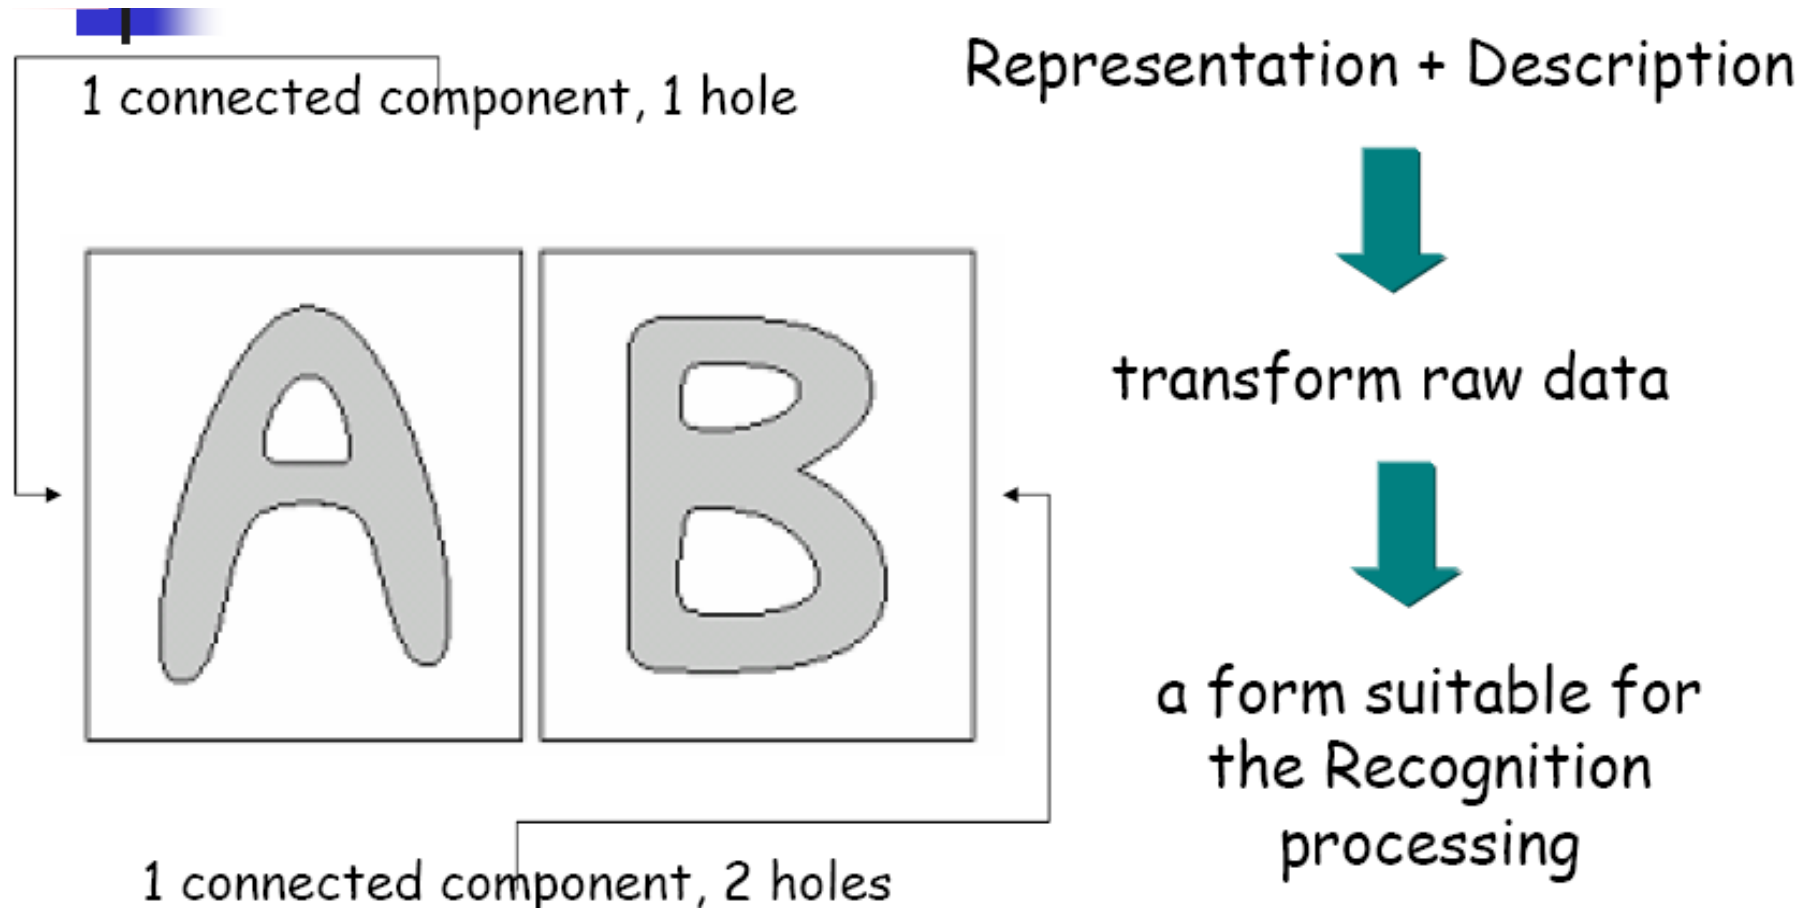 1 connected component, 1 hole
A B
1 connected component, 2 holes
Representation + Description
transform raw data
a form suitable for
the Recognition
processing